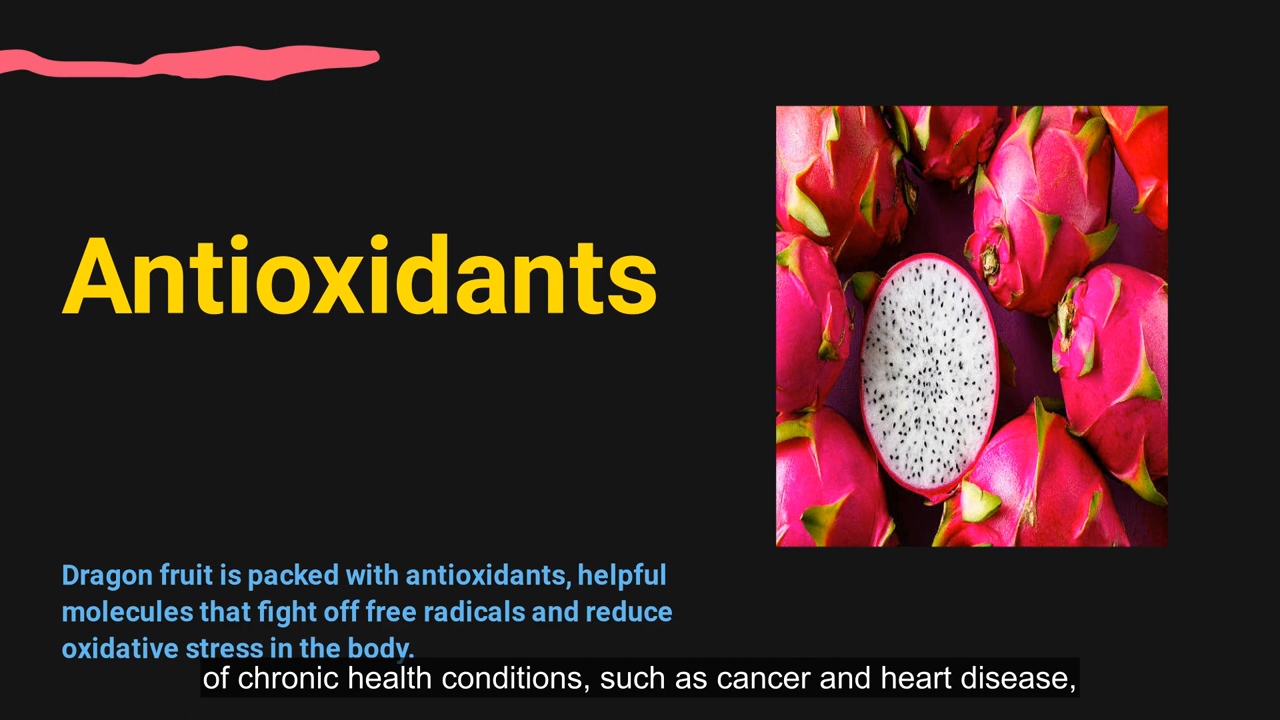 Antioxidants
Dragon fruit is packed with antioxidants, helpful
molecules that fight off free radicals and reduce
oxidative stress in the body.
of chronic health conditions, such as cancer and heart disease,